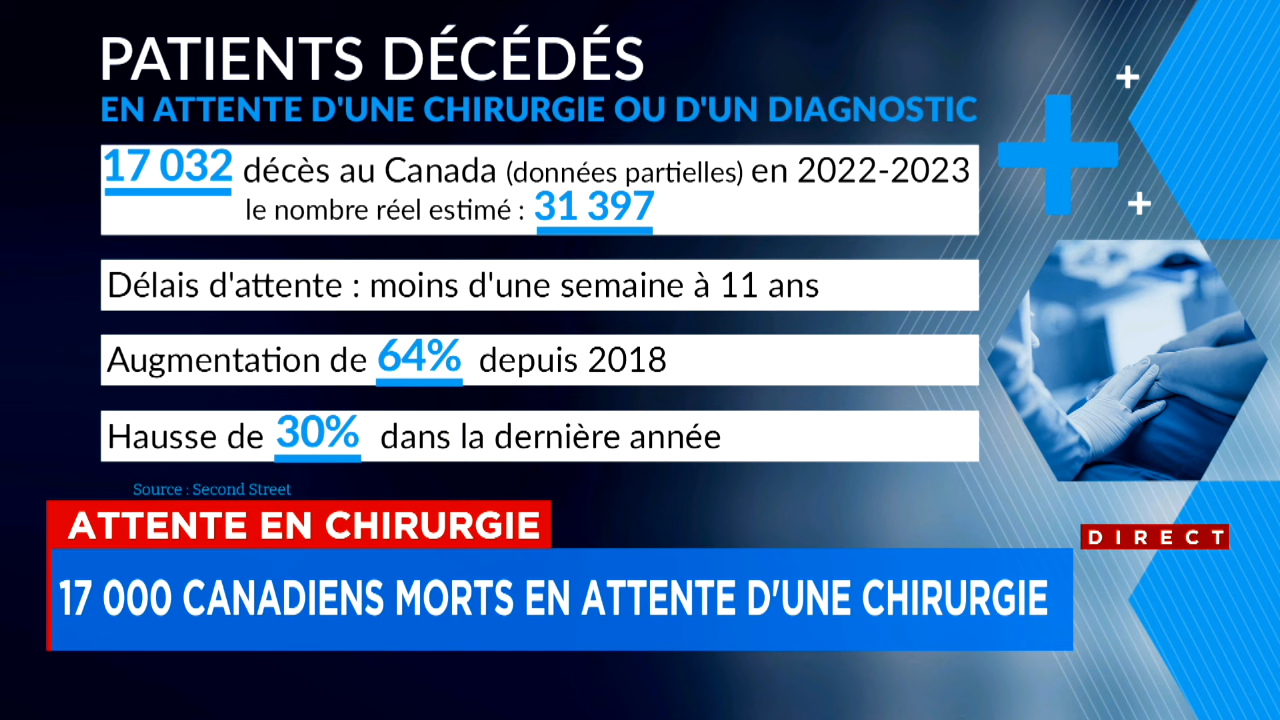 PATIENTS DÉCÉDÉS
EN ATTENTE D'UNE CHIRURGIE OU D'UN DIAGNOSTIC
17 032 décès au Canada (données partielles) en 2022-2023
le nombre réel estimé : 31 397
Délais d'attente : moins d'une semaine à 11 ans
Augmentation de 64% depuis 2018
Hausse de 30% dans la dernière année
Source : Second Street
ATTENTE EN CHIRURGIE
DIRECT
17 000 CANADIENS MORTS EN ATTENTE D'UNE CHIRURGIE